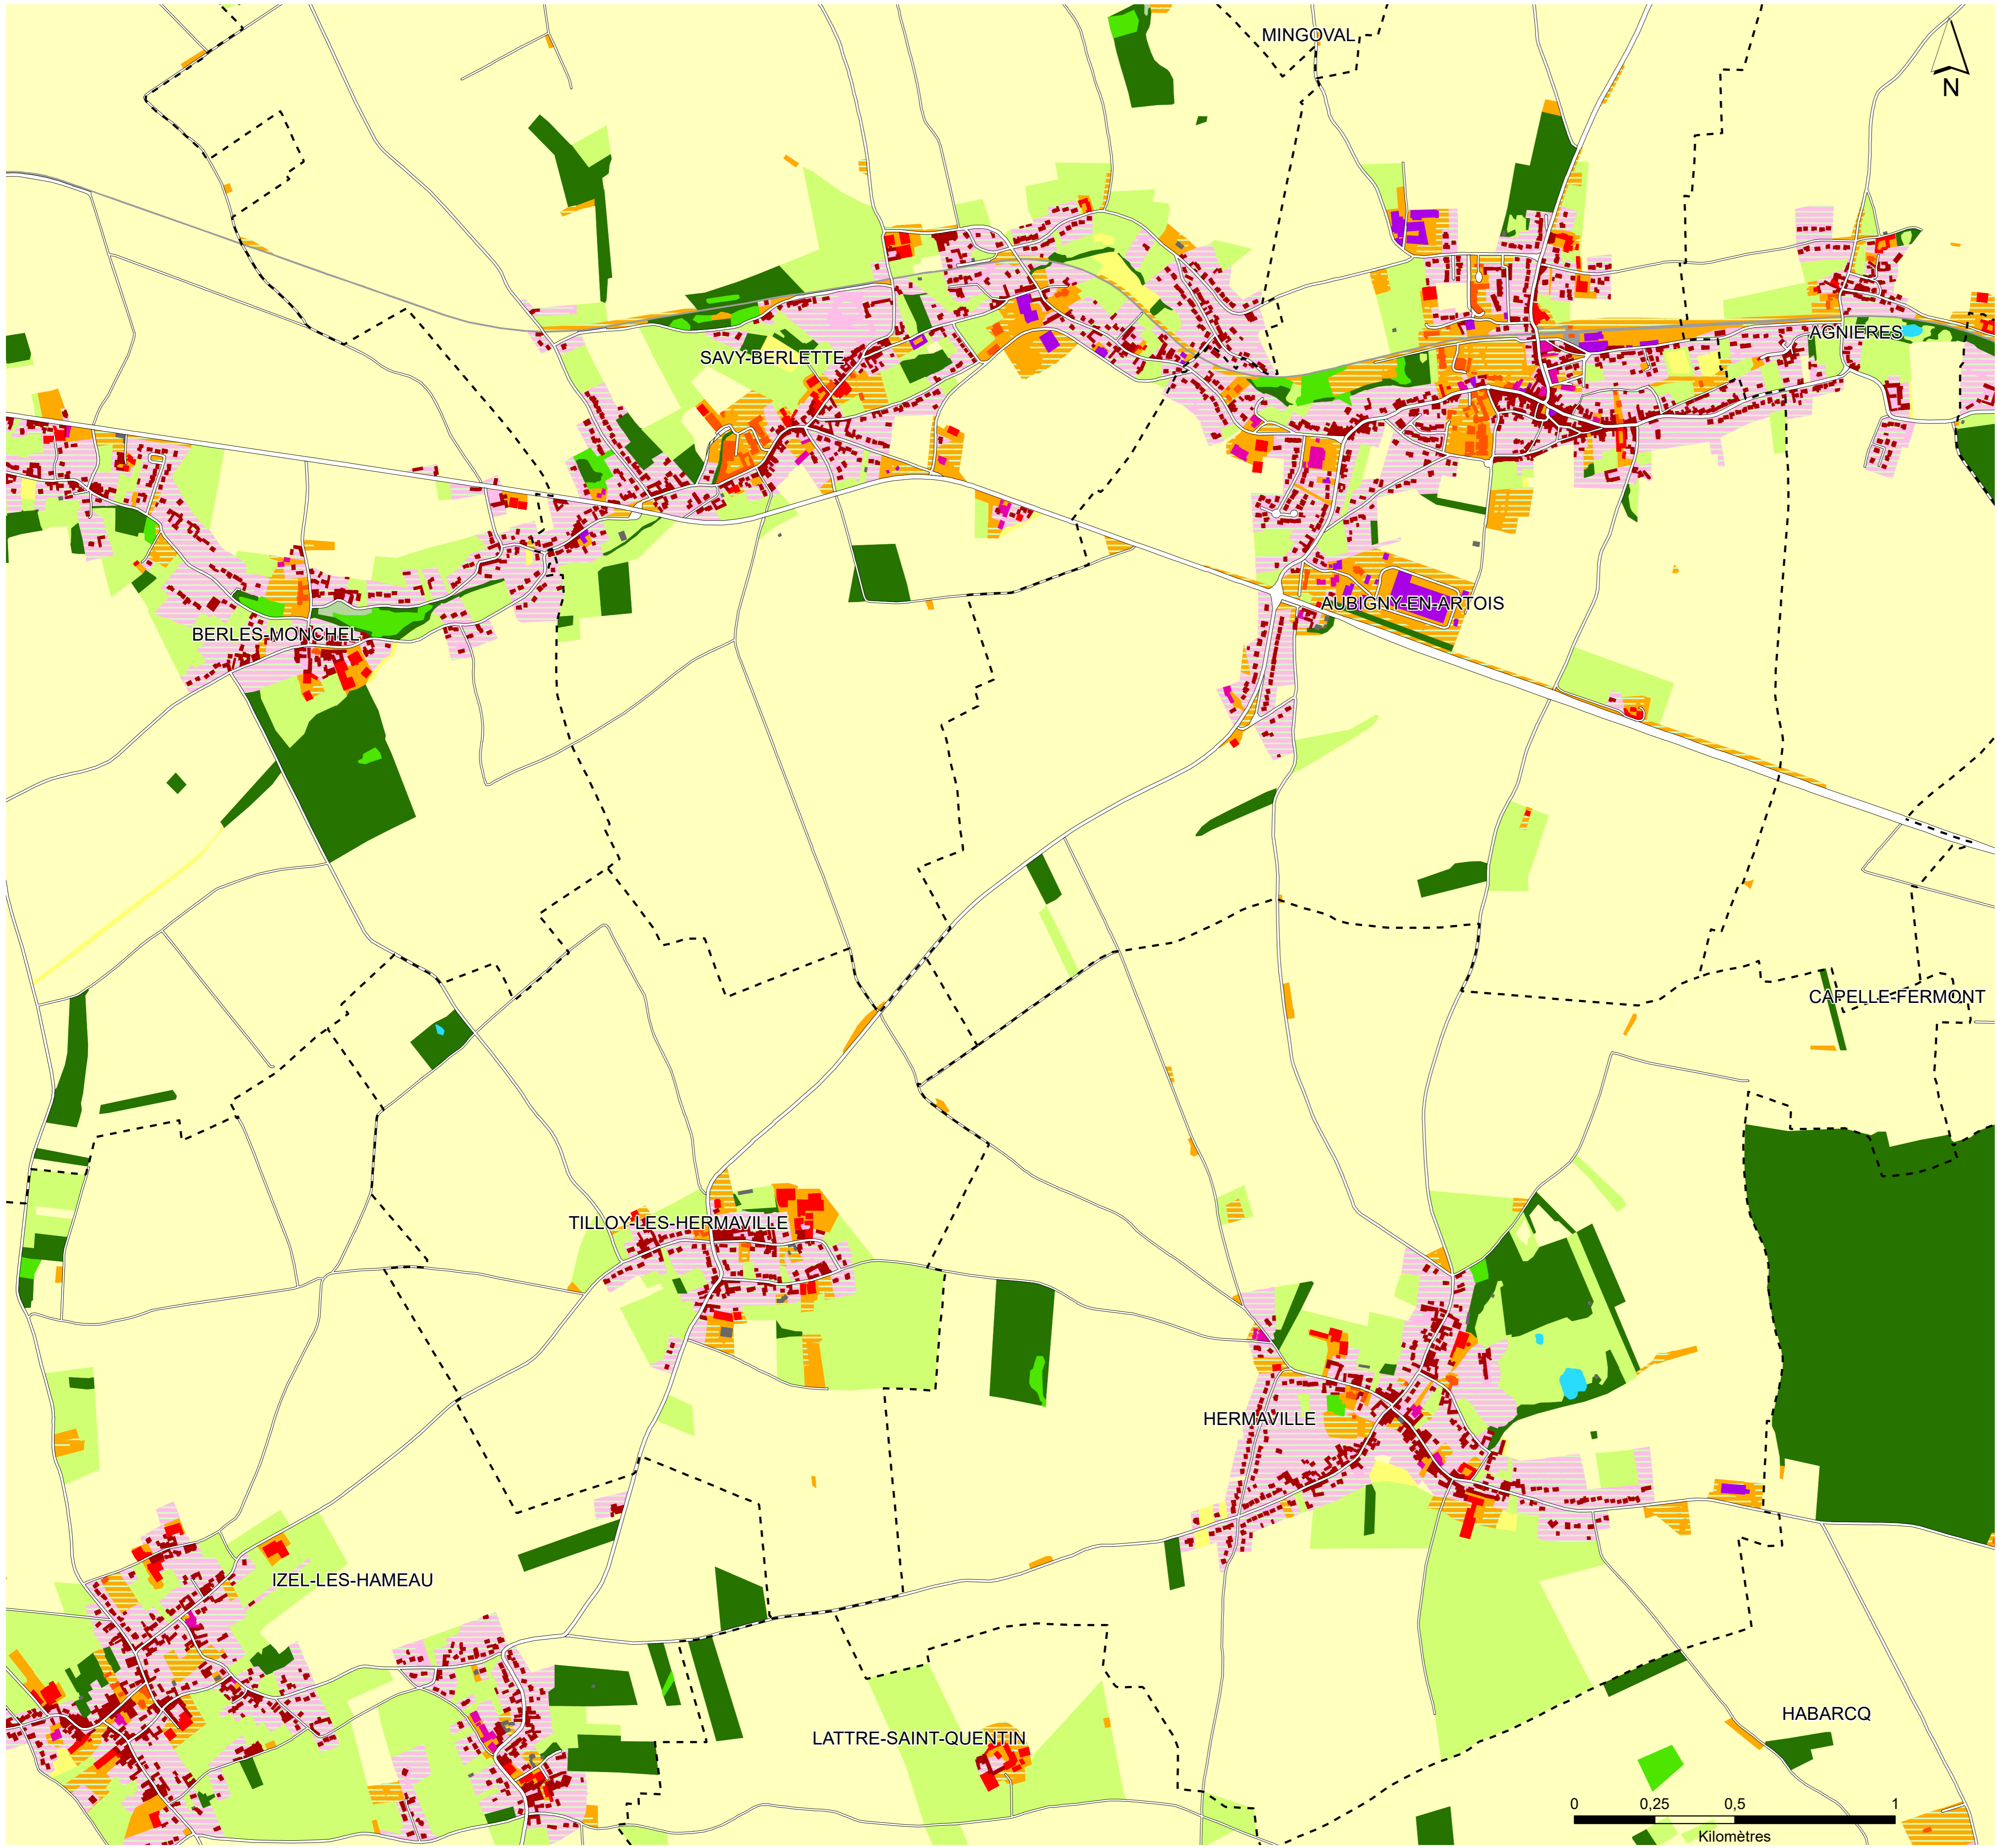 MINGOVAL
N
AGNIERES
SAVY-BERLETTE
AUBIGNY-EN-ARTOIS
BERLES-MONCHEL
CAPELLE-FERMONT
TILLOY-LES-HERMAVILLE
HERMAVILLE
IZEL-LES-HAMEAU
HABARCQ
LATTRE-SAINT-QUENTIN
0 0,25 0,5 1
Kilomètres